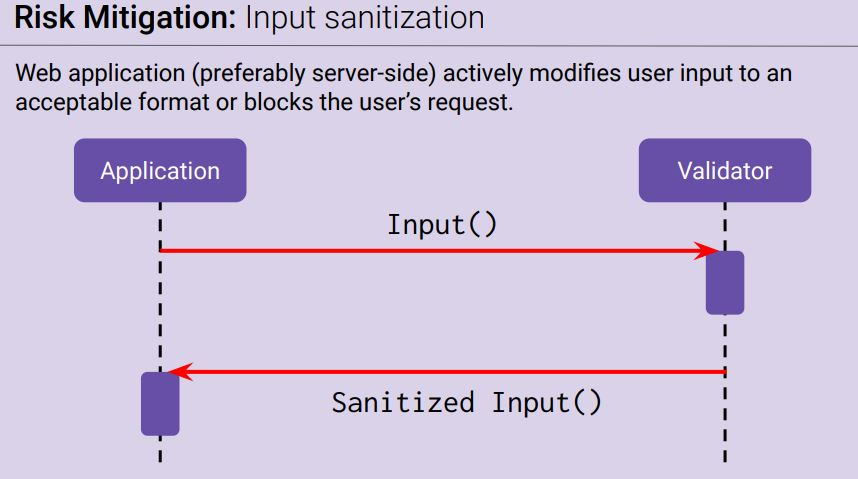 Risk Mitigation: Input sanitization
Web application (preferably server-side) actively modifies user input to an
acceptable format or blocks the user’s request.
Application
Validator
Input()
Sanitized Input()